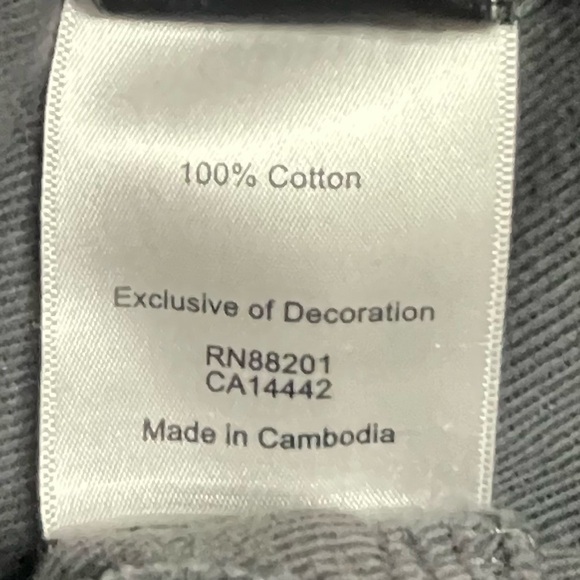 100% Cotton
Exclusive of Decoration
RN88201
CA14442
Made in Cambodia